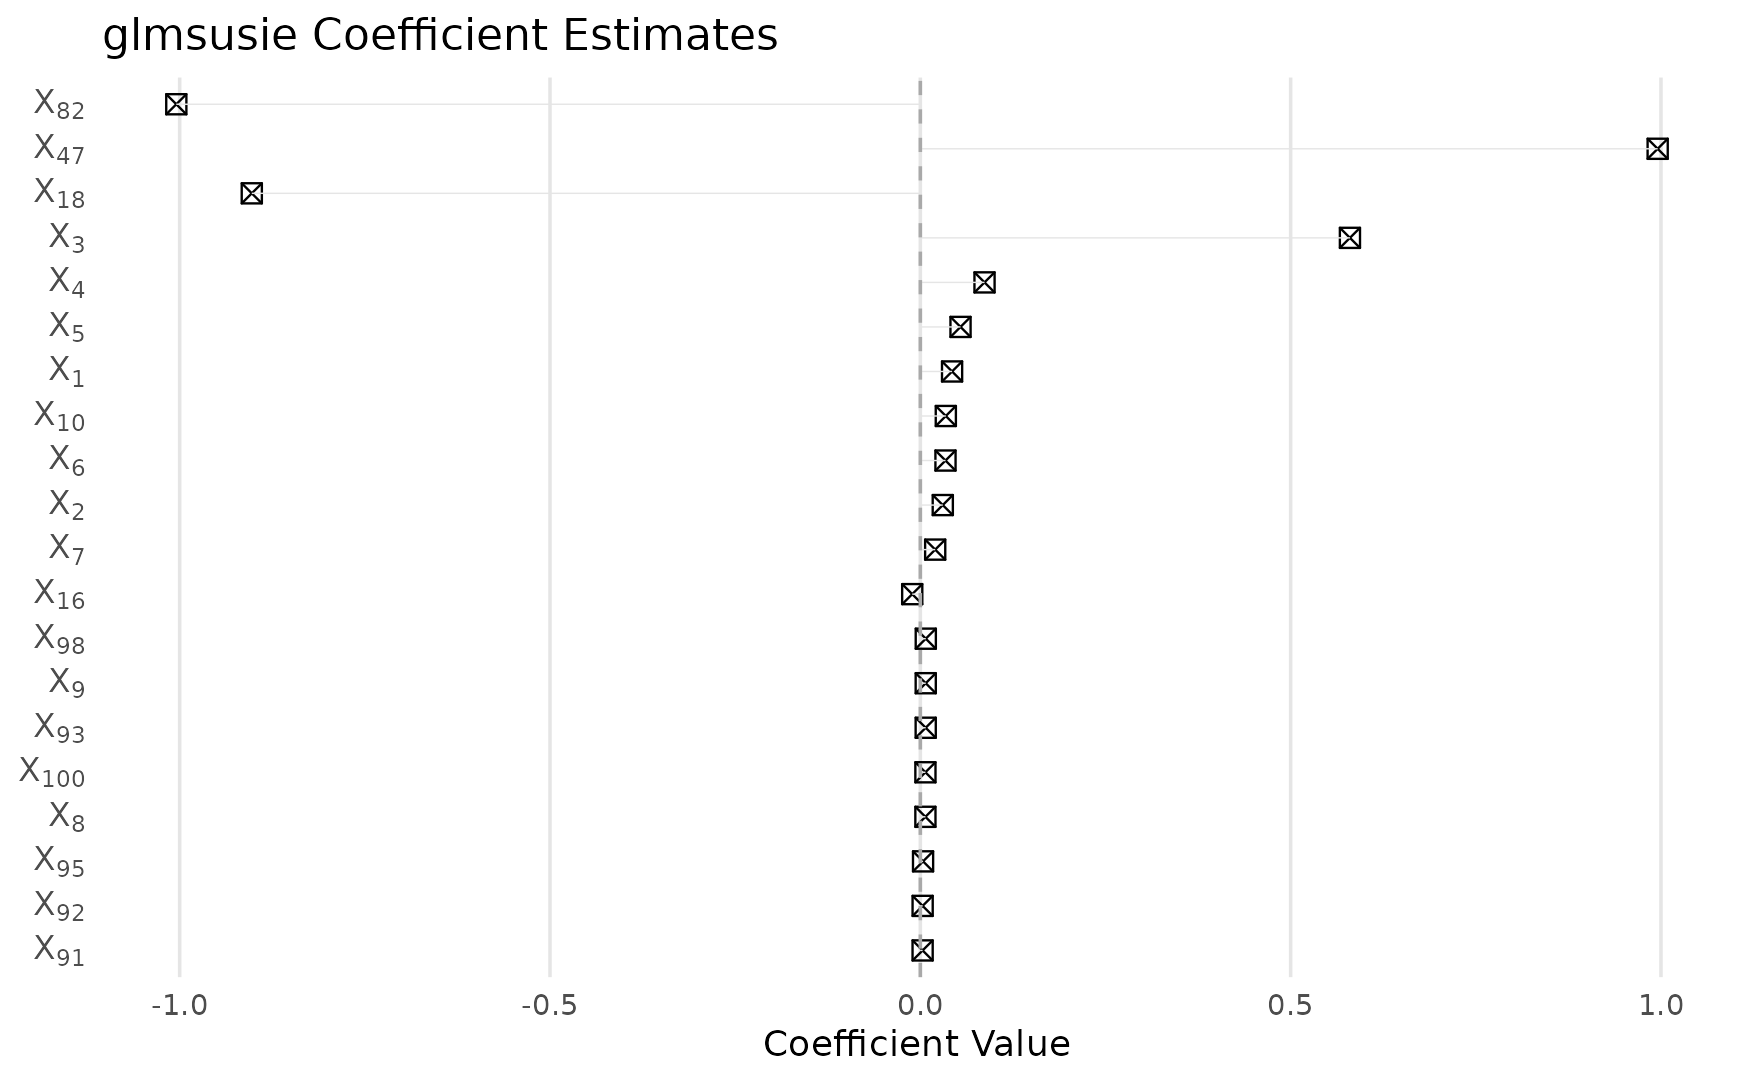 glmsusie Coefficient Estimates
X₈₂
X₄₇
X₁₈
X₃
X₄
X₅
X₁
X₁₀
X₆
X₂
X₇
X₁₆
X₉₈
X₉
X₉₃
X₁₀₀
X₈
X₉₅
X₉₂
X₉₁
-1.0 -0.5 0.0 0.5 1.0
Coefficient Value